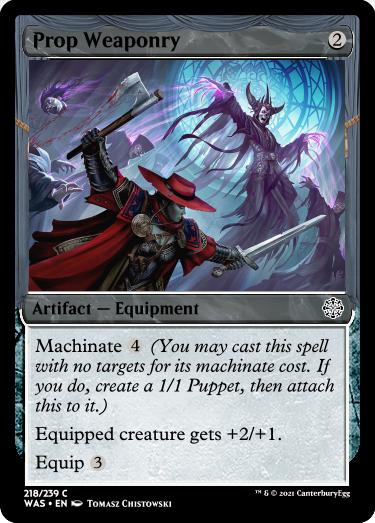 Prop Weaponry 2
Artifact — Equipment
Machinate 4 (You may cast this spell
with no targets for its machinate cost. If
you do, create a 1/1 Puppet, then attach
this to it.)
Equipped creature gets +2/+1.
Equip 3
218/239 C
WAS • EN Tomasz Chistowski
™ & © 2021 CanterburyEgg